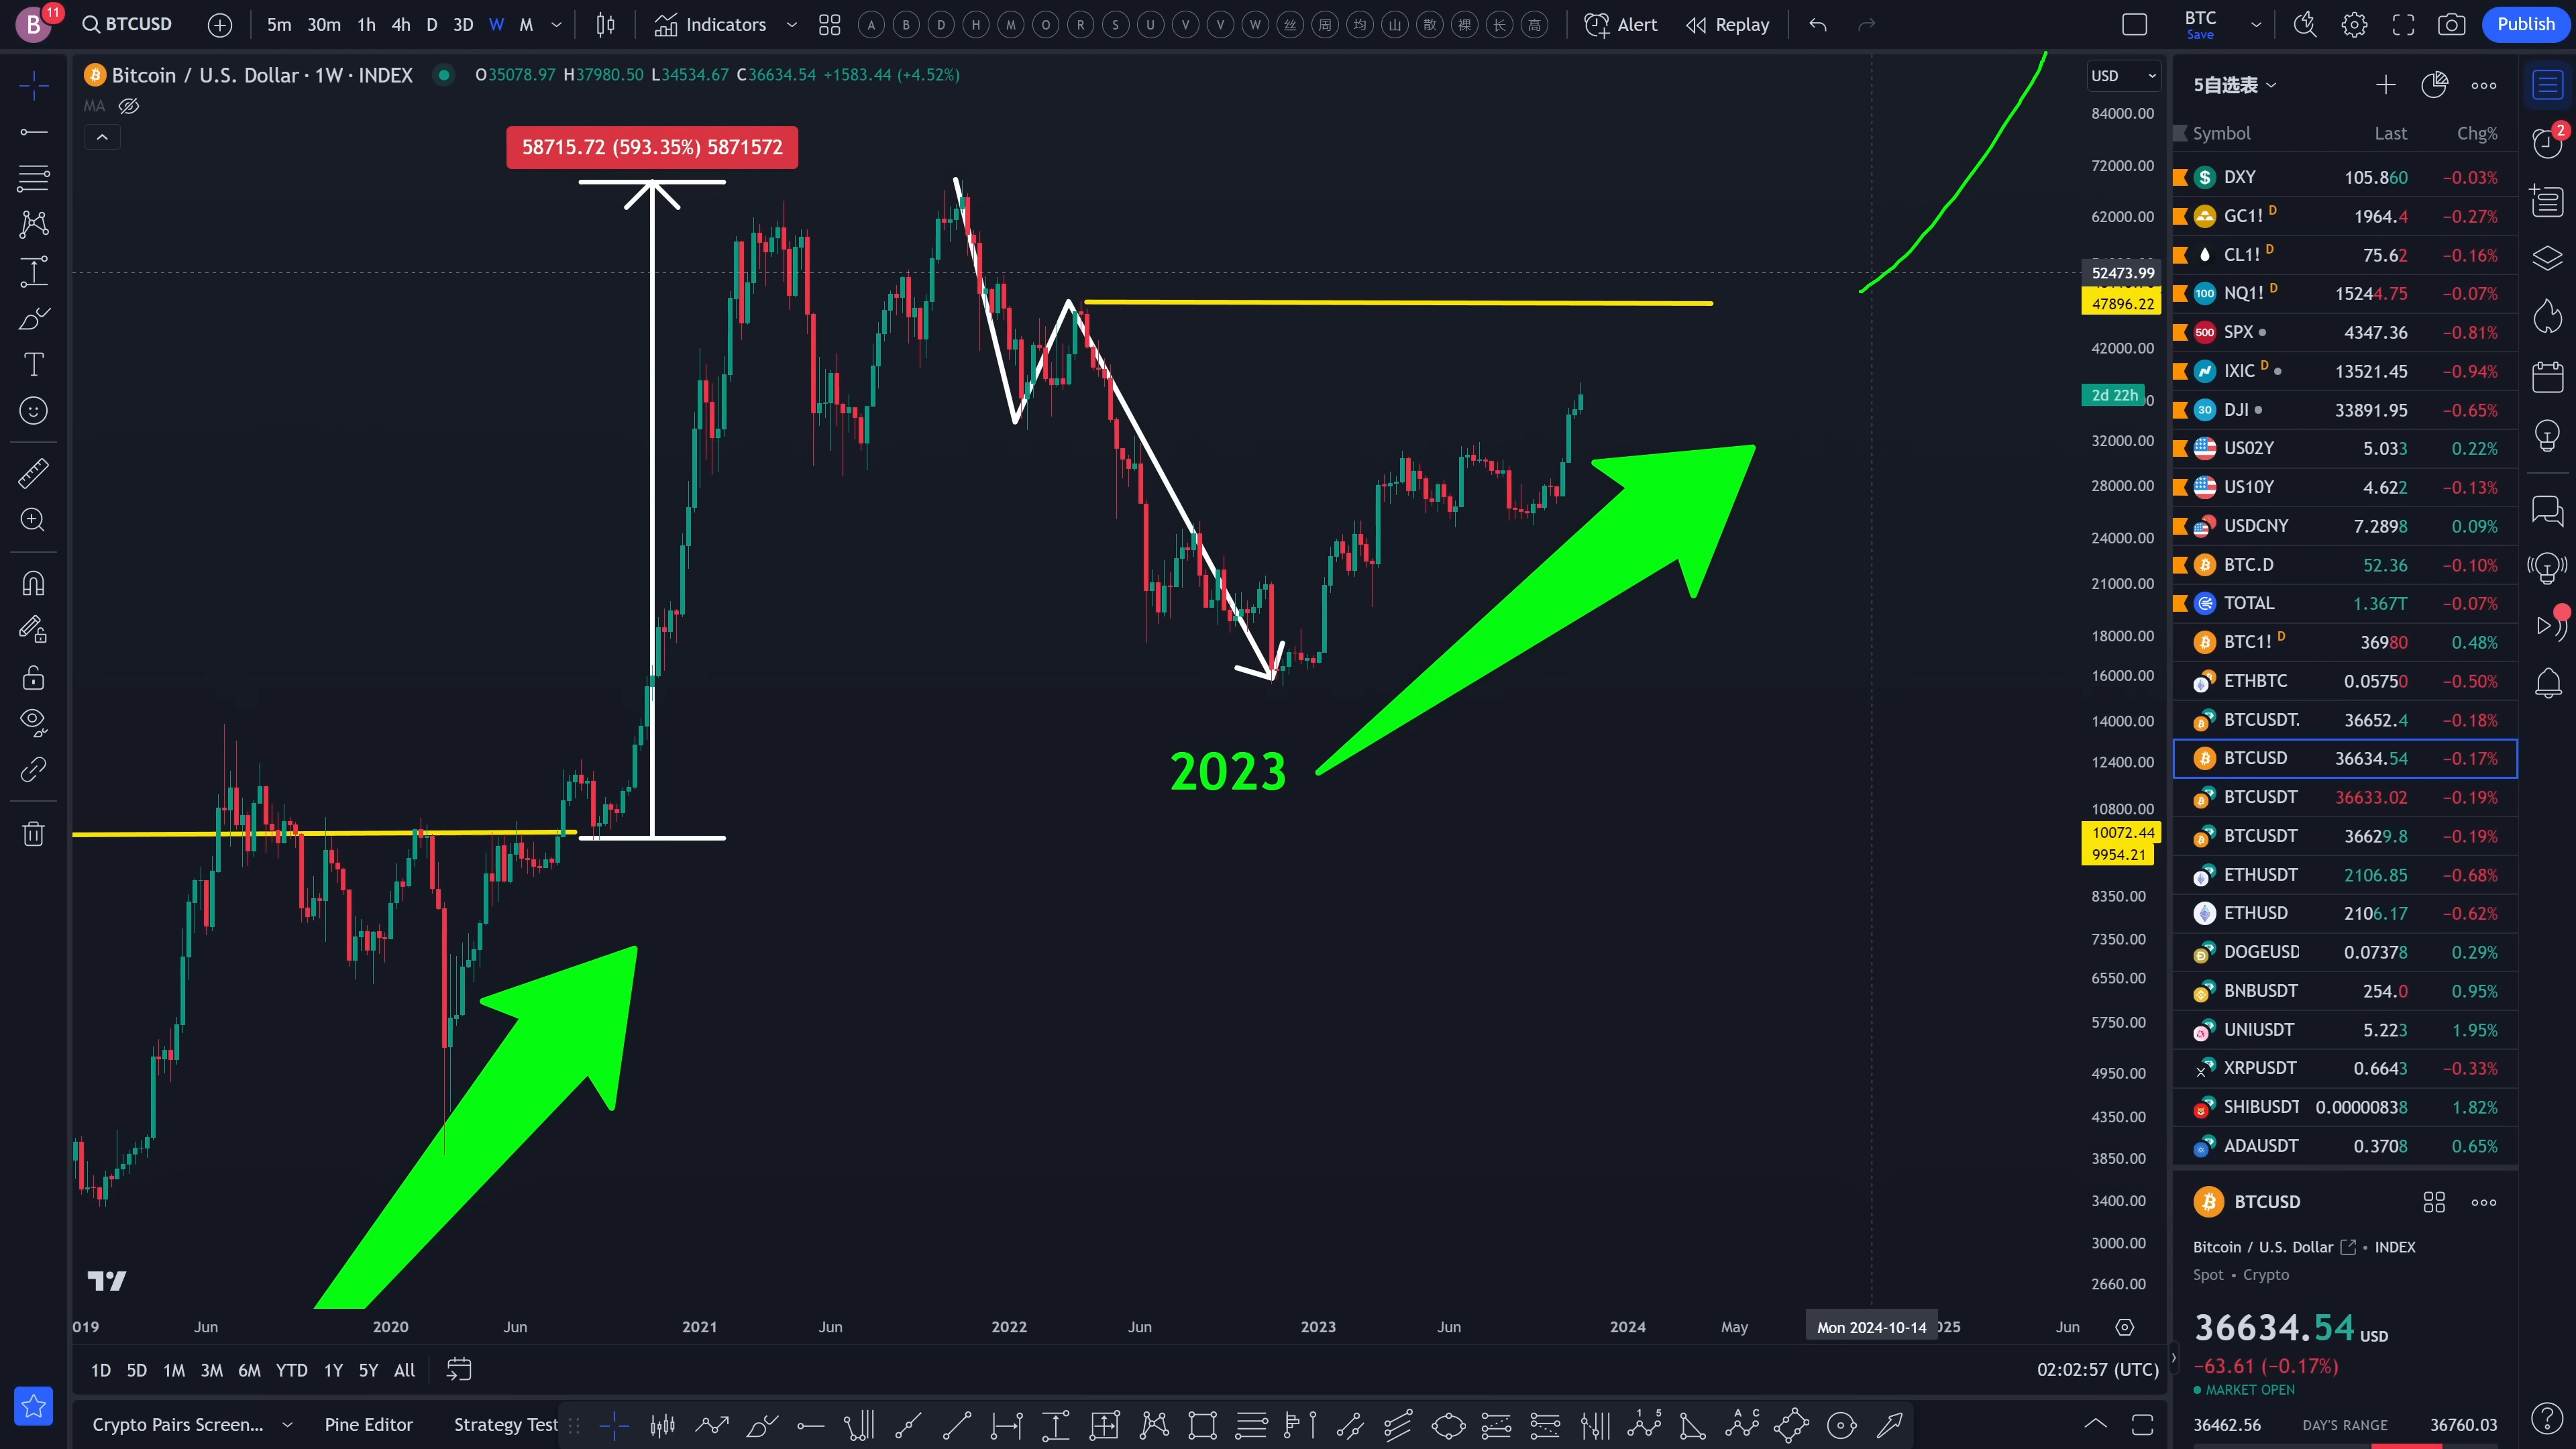 B 11 BTCUSD 5m 30m 1h 4h D 3D W M Indicators A B D H M O R S U V V W 丝 周 均 山 散 裸 长 高 Alert Replay BTC Save Publish
Bitcoin / U.S. Dollar · 1W · INDEX O35078.97 H37980.50 L34534.67 C36634.54 +1583.44 (+4.52%)
MA
58715.72 (593.35%) 5871572
2023
USD
84000.00
72000.00
62000.00
52473.99
47896.22
42000.00
2d 22h
32000.00
28000.00
24000.00
21000.00
18000.00
16000.00
14000.00
12400.00
10800.00
10072.44
9954.21
8350.00
7350.00
6550.00
5750.00
4950.00
4350.00
3850.00
3400.00
3000.00
2660.00
019 Jun 2020 Jun 2021 Jun 2022 Jun 2023 Jun 2024 May Mon 2024-10-14 025 Jun
1D 5D 1M 3M 6M YTD 1Y 5Y All 02:02:57 (UTC)
Crypto Pairs Screen... Pine Editor Strategy Test
5自选表
Symbol Last Chg%
DXY 105.860 −0.03%
GC1! D 1964.4 −0.27%
CL1! D 75.62 −0.16%
100 NQ1! D 15244.75 −0.07%
500 SPX 4347.36 −0.81%
IXIC D 13521.45 −0.94%
30 DJI 33891.95 −0.65%
US02Y 5.033 0.22%
US10Y 4.622 −0.13%
USDCNY 7.2898 0.09%
BTC.D 52.36 −0.10%
TOTAL 1.367T −0.07%
BTC1! D 36980 0.48%
ETHBTC 0.05750 −0.50%
BTCUSDT. 36652.4 −0.18%
BTCUSD 36634.54 −0.17%
BTCUSDT 36633.02 −0.19%
BTCUSDT 36629.8 −0.19%
ETHUSDT 2106.85 −0.68%
ETHUSD 2106.17 −0.62%
DOGEUSD 0.07378 0.29%
BNBUSDT 254.0 0.95%
UNIUSDT 5.223 1.95%
XRPUSDT 0.6643 −0.33%
SHIBUSDT 0.00000838 1.82%
ADAUSDT 0.3708 0.65%
BTCUSD
Bitcoin / U.S. Dollar • INDEX
Spot • Crypto
36634.54 USD
−63.61 (−0.17%)
MARKET OPEN
36462.56 DAY'S RANGE 36760.03
2